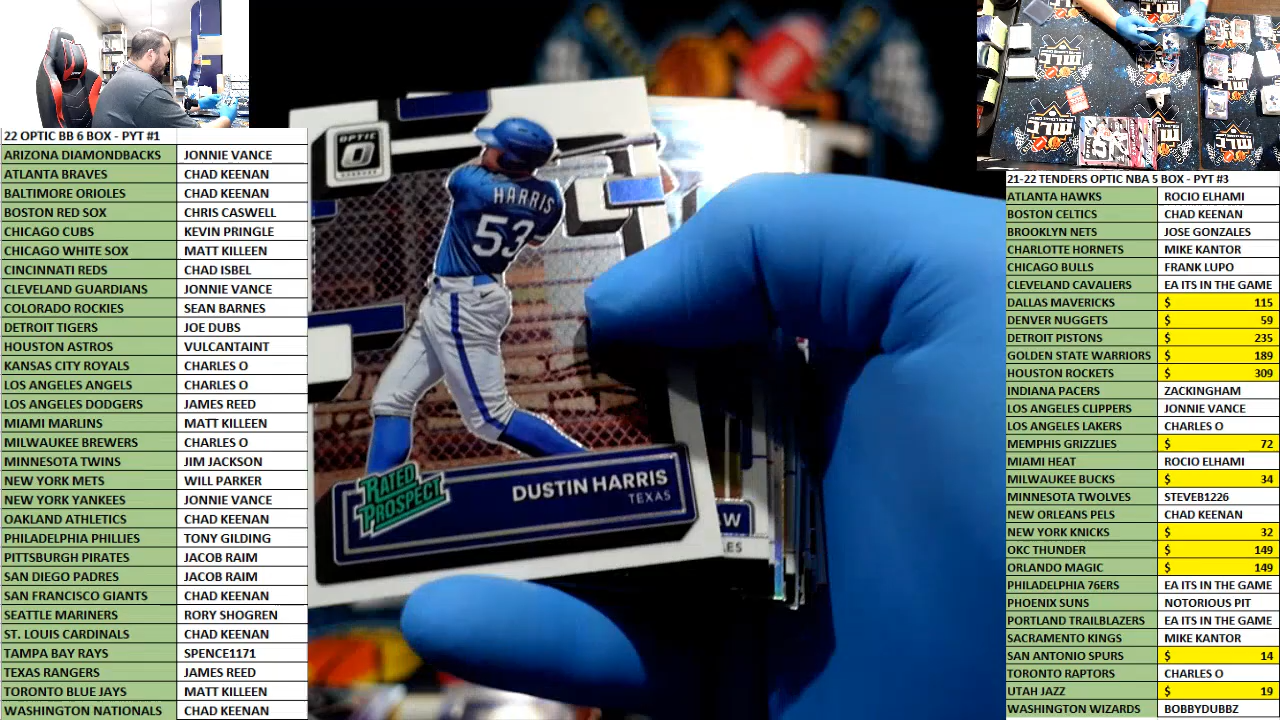 22 OPTIC BB 6 BOX - PYT #1
ARIZONA DIAMONDBACKS JONNIE VANCE
ATLANTA BRAVES CHAD KEENAN
BALTIMORE ORIOLES CHAD KEENAN
BOSTON RED SOX CHRIS CASWELL
CHICAGO CUBS KEVIN PRINGLE
CHICAGO WHITE SOX MATT KILLEEN
CINCINNATI REDS CHAD ISBEL
CLEVELAND GUARDIANS JONNIE VANCE
COLORADO ROCKIES SEAN BARNES
DETROIT TIGERS JOE DUBS
HOUSTON ASTROS VULCANTAINT
KANSAS CITY ROYALS CHARLES O
LOS ANGELES ANGELS CHARLES O
LOS ANGELES DODGERS JAMES REED
MIAMI MARLINS MATT KILLEEN
MILWAUKEE BREWERS CHARLES O
MINNESOTA TWINS JIM JACKSON
NEW YORK METS WILL PARKER
NEW YORK YANKEES JONNIE VANCE
OAKLAND ATHLETICS CHAD KEENAN
PHILADELPHIA PHILLIES TONY GILDING
PITTSBURGH PIRATES JACOB RAIM
SAN DIEGO PADRES JACOB RAIM
SAN FRANCISCO GIANTS CHAD KEENAN
SEATTLE MARINERS RORY SHOGREN
ST. LOUIS CARDINALS CHAD KEENAN
TAMPA BAY RAYS SPENCE1171
TEXAS RANGERS JAMES REED
TORONTO BLUE JAYS MATT KILLEEN
WASHINGTON NATIONALS CHAD KEENAN
OPTIC
HARRIS
53
RATED
PROSPECT
DUSTIN HARRIS
TEXAS
21-22 TENDERS OPTIC NBA 5 BOX - PYT #3
ATLANTA HAWKS ROCIO ELHAMI
BOSTON CELTICS CHAD KEENAN
BROOKLYN NETS JOSE GONZALES
CHARLOTTE HORNETS MIKE KANTOR
CHICAGO BULLS FRANK LUPO
CLEVELAND CAVALIERS EA ITS IN THE GAME
DALLAS MAVERICKS $ 115
DENVER NUGGETS $ 59
DETROIT PISTONS $ 235
GOLDEN STATE WARRIORS $ 189
HOUSTON ROCKETS $ 309
INDIANA PACERS ZACKINGHAM
LOS ANGELES CLIPPERS JONNIE VANCE
LOS ANGELES LAKERS CHARLES O
MEMPHIS GRIZZLIES $ 72
MIAMI HEAT ROCIO ELHAMI
MILWAUKEE BUCKS $ 34
MINNESOTA TWOLVES STEVEB1226
NEW ORLEANS PELS CHAD KEENAN
NEW YORK KNICKS $ 32
OKC THUNDER $ 149
ORLANDO MAGIC $ 149
PHILADELPHIA 76ERS EA ITS IN THE GAME
PHOENIX SUNS NOTORIOUS PIT
PORTLAND TRAILBLAZERS EA ITS IN THE GAME
SACRAMENTO KINGS MIKE KANTOR
SAN ANTONIO SPURS $ 14
TORONTO RAPTORS CHARLES O
UTAH JAZZ $ 19
WASHINGTON WIZARDS BOBBYDUBBZ